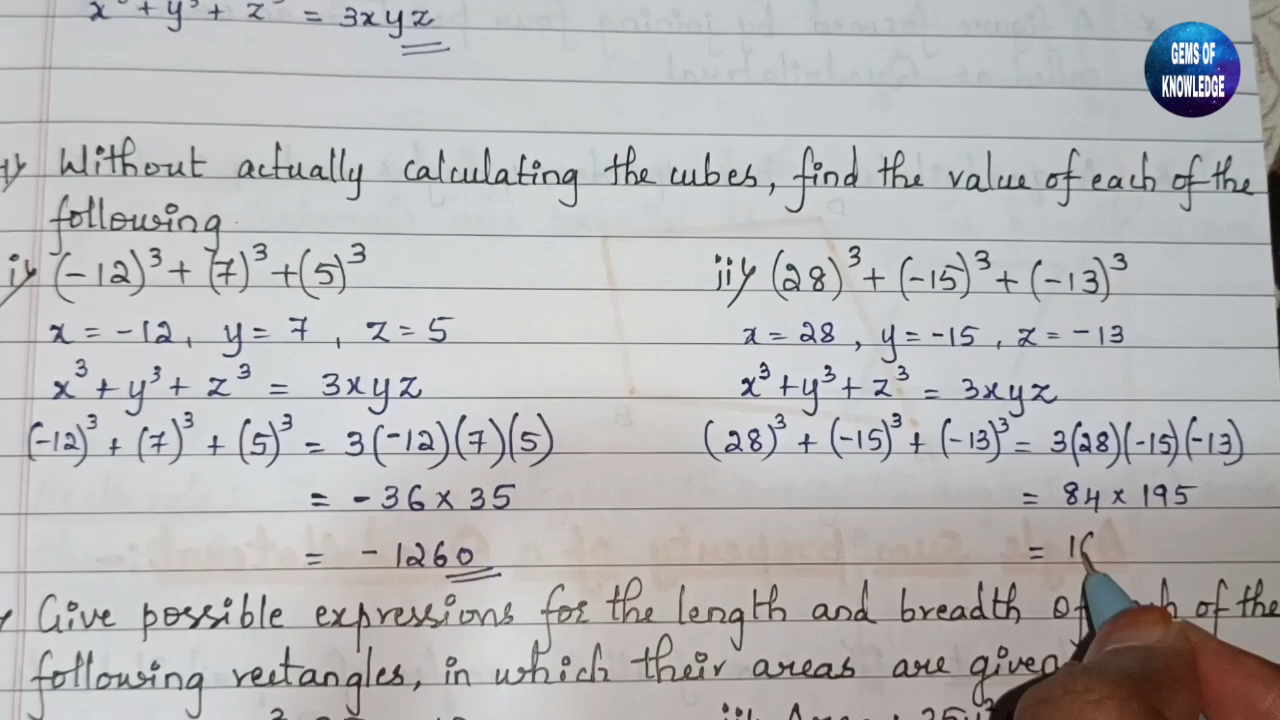 x³ + y³ + z³ = 3xyz
GEMS OF
KNOWLEDGE
Without actually calculating the cubes, find the value of each of the
following.
i) (-12)³ + (7)³ + (5)³
x = -12, y = 7, z = 5
x³ + y³ + z³ = 3xyz
(-12)³ + (7)³ + (5)³ = 3(-12)(7)(5)
= -36 × 35
= -1260
ii) (28)³ + (-15)³ + (-13)³
x = 28, y = -15, z = -13
x³ + y³ + z³ = 3xyz
(28)³ + (-15)³ + (-13)³ = 3(28)(-15)(-13)
= 84 × 195
= 1
Give possible expressions for the length and breadth of the
following rectangles, in which their areas are given